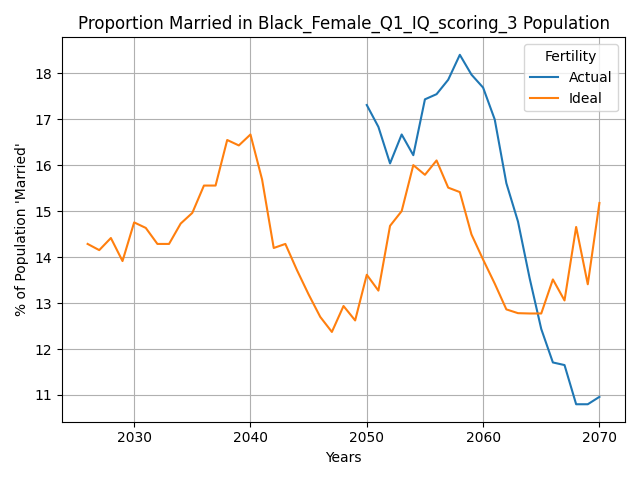 Proportion Married in Black_Female_Q1_IQ_scoring_3 Population
Fertility
Actual
Ideal
% of Population 'Married'
18
17
16
15
14
13
12
11
2030 2040 2050 2060 2070
Years